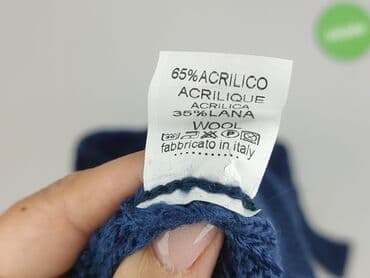 65% ACRILICO
ACRILIQUE
ACRILICA
35% LANA
WOOL
fabbricato in italy